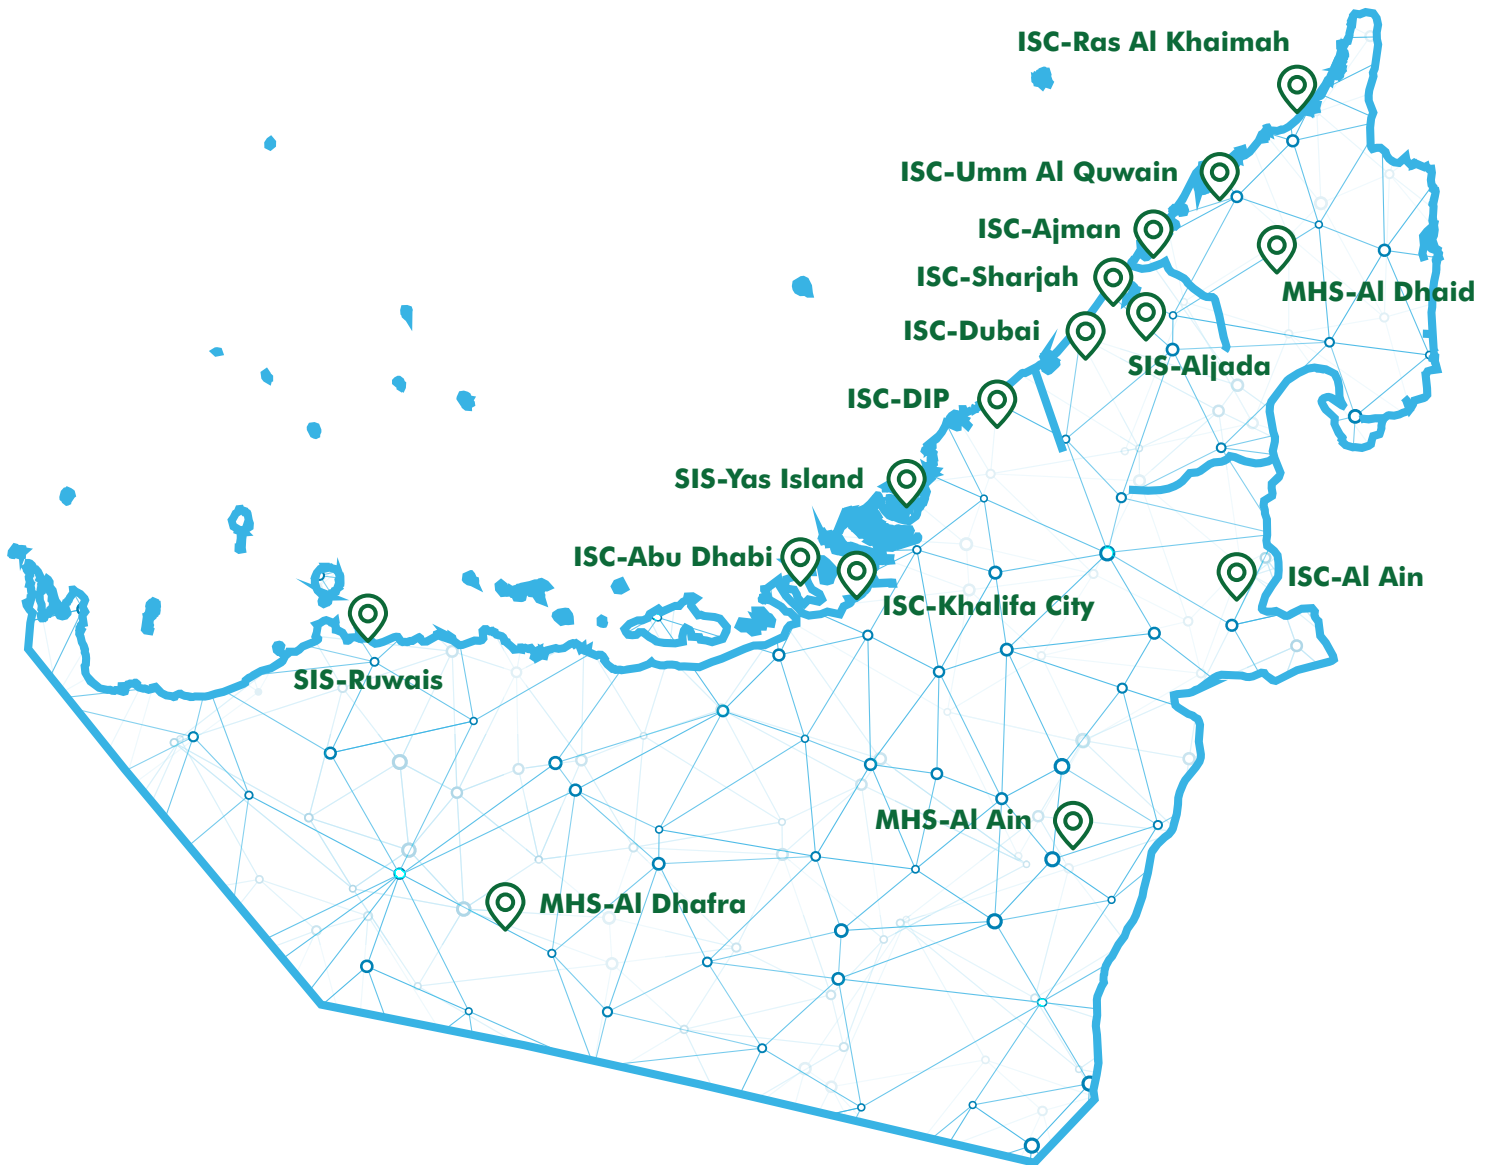 ISC-Ras Al Khaimah
ISC-Umm Al Quwain
ISC-Ajman
ISC-Sharjah
MHS-Al Dhaid
ISC-Dubai
SIS-Aljada
ISC-DIP
SIS-Yas Island
ISC-Abu Dhabi
ISC-Al Ain
ISC-Khalifa City
SIS-Ruwais
MHS-Al Ain
MHS-Al Dhafra